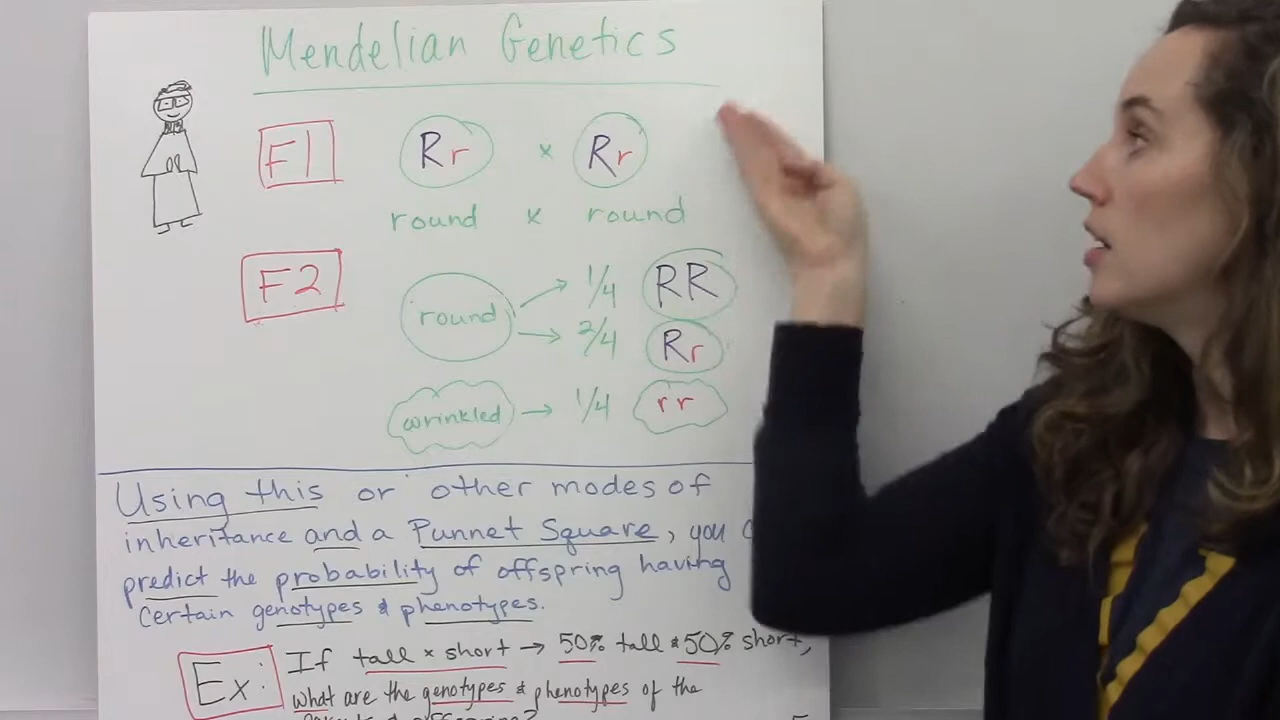 Mendelian Genetics
F1 Rr x Rr
round x round
F2
round → 1/4 RR
→ 2/4 Rr
wrinkled → 1/4 rr
Using this or other modes of
inheritance and a Punnet Square, you
predict the probability of offspring having
certain genotypes & phenotypes.
Ex: If tall x short → 50% tall & 50% short,
what are the genotypes & phenotypes of the